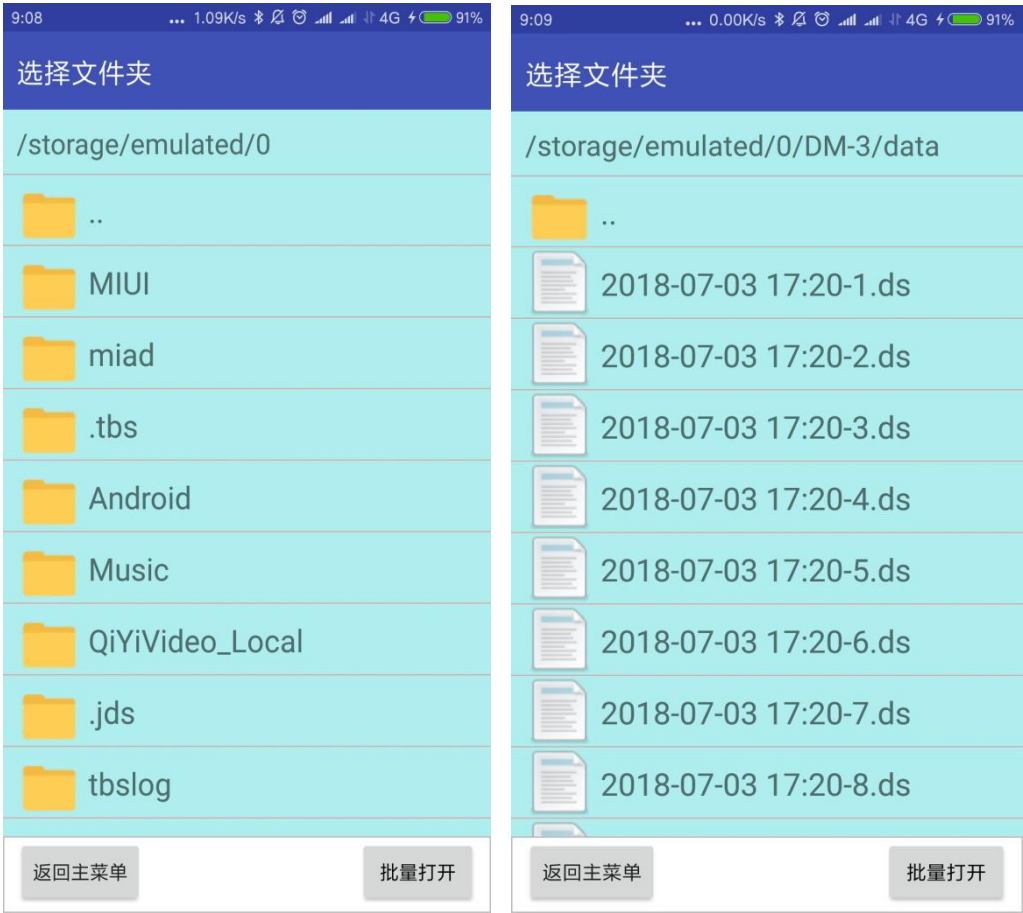 9:08 ... 1.09K/s 4G 91%
选择文件夹
/storage/emulated/0
..
MIUI
miad
.tbs
Android
Music
QiYiVideo_Local
.jds
tbslog
返回主菜单 批量打开
9:09 ... 0.00K/s 4G 91%
选择文件夹
/storage/emulated/0/DM-3/data
..
2018-07-03 17:20-1.ds
2018-07-03 17:20-2.ds
2018-07-03 17:20-3.ds
2018-07-03 17:20-4.ds
2018-07-03 17:20-5.ds
2018-07-03 17:20-6.ds
2018-07-03 17:20-7.ds
2018-07-03 17:20-8.ds
返回主菜单 批量打开